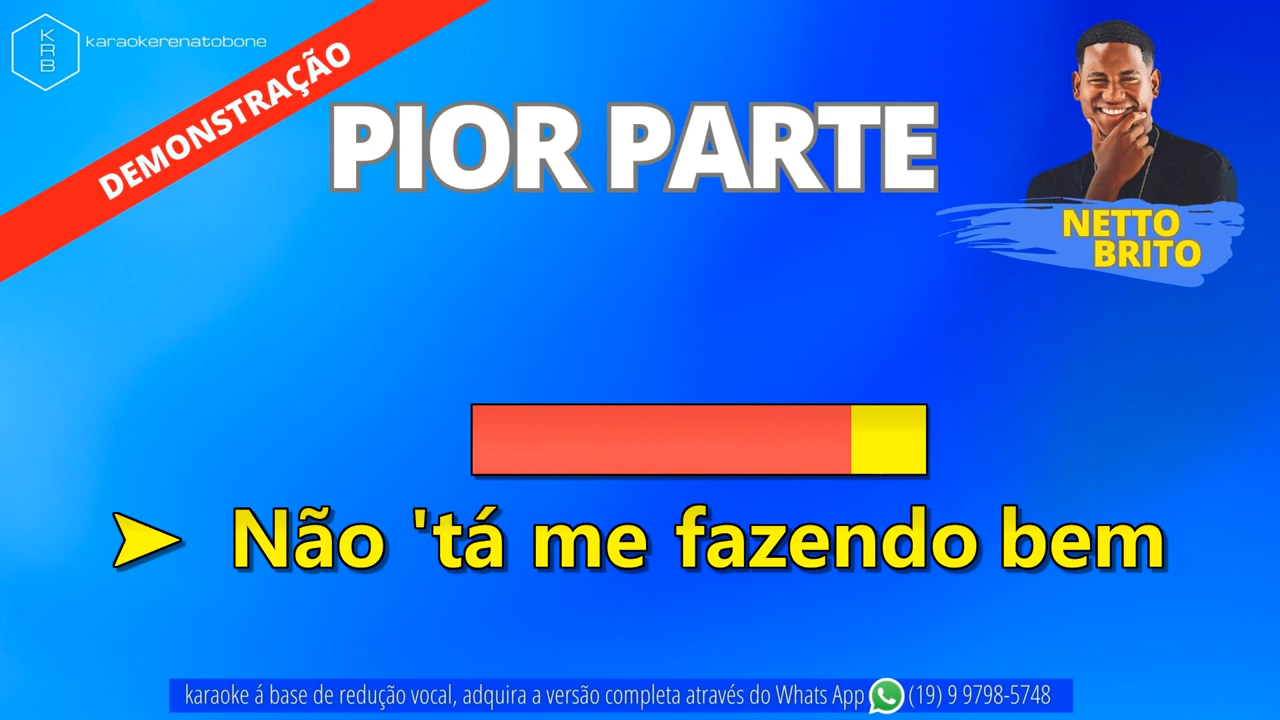 KRB
karaokerenatobone
DEMONSTRAÇÃO
PIOR PARTE
NETTO
BRITO
➤ Não 'tá me fazendo bem
karaoke á base de redução vocal, adquira a versão completa através do Whats App (19) 9 9798-5748